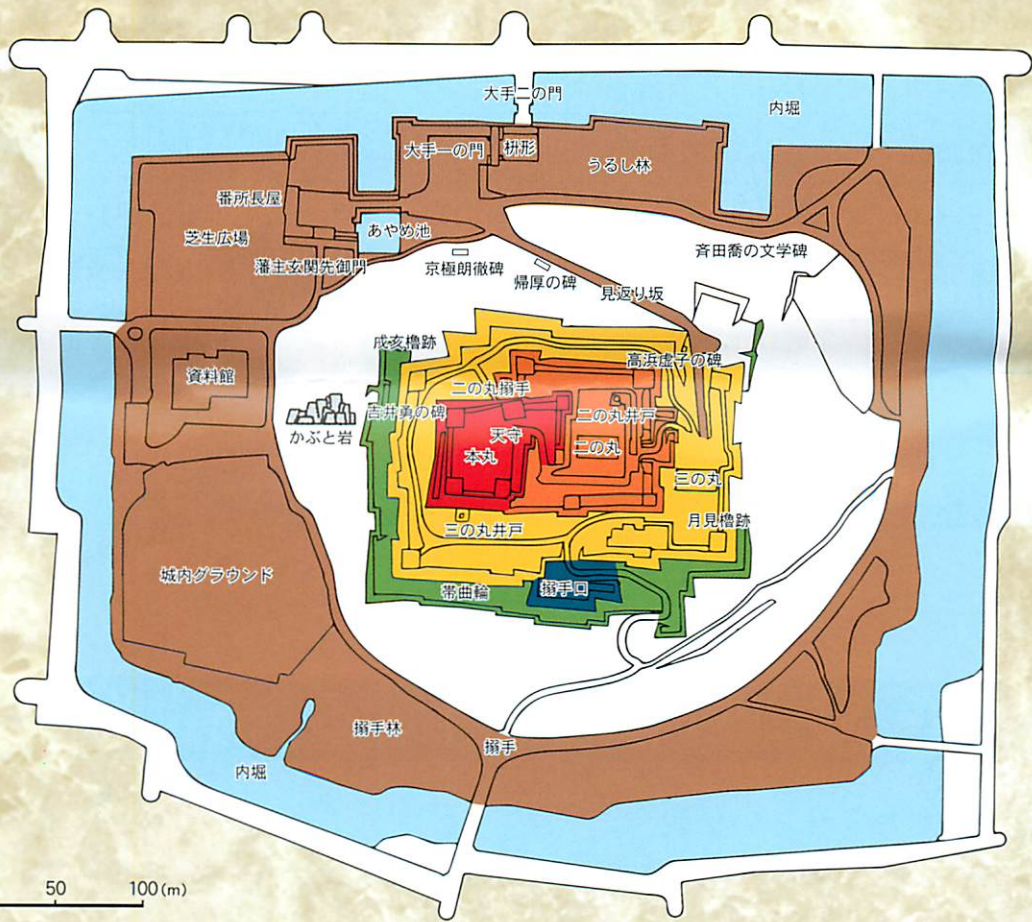 大手二の門
内堀
大手一の門
枡形
うるし林
番所長屋
あやめ池
芝生広場
斉田喬の文学碑
藩主玄関先御門
京極朗徹碑
帰厚の碑
見返り坂
戌亥櫓跡
高浜虚子の碑
資料館
二の丸搦手
吉井勇の碑
二の丸井戸
かぶと岩
天守
二の丸
本丸
三の丸
三の丸井戸
月見櫓跡
城内グラウンド
帯曲輪
搦手口
搦手林
搦手
内堀
50
100(m)